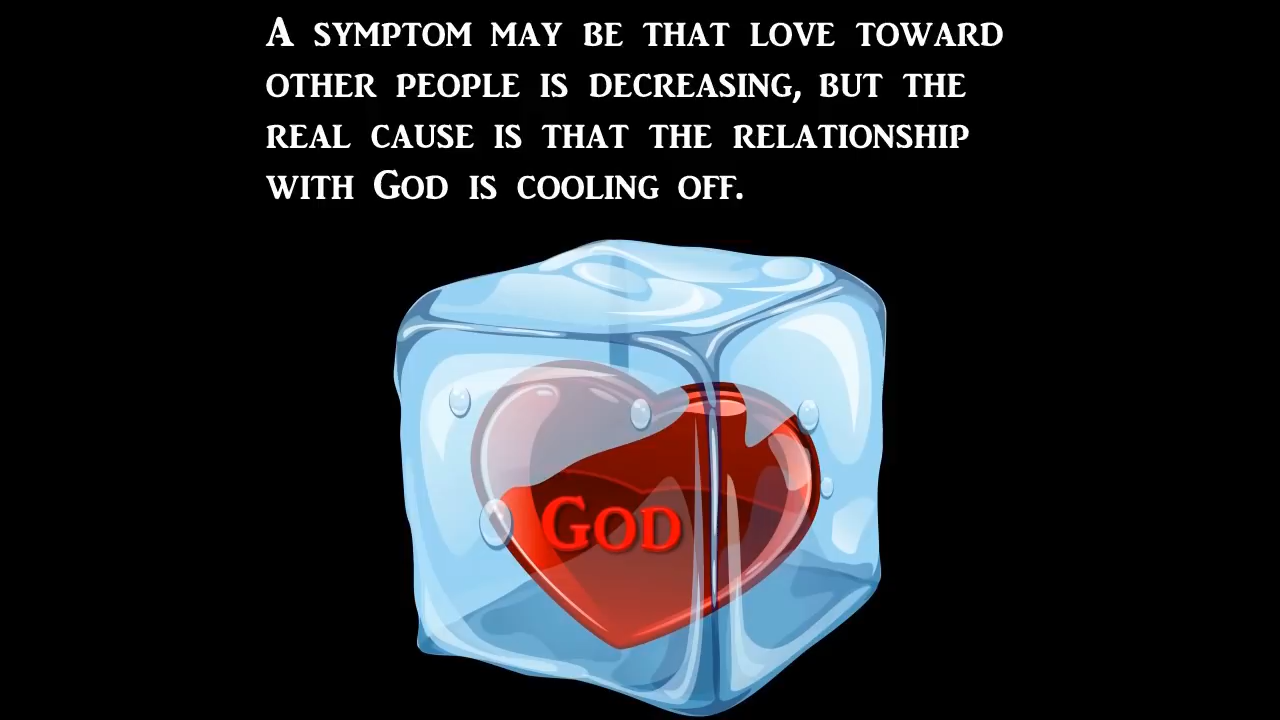 A symptom may be that love toward
other people is decreasing, but the
real cause is that the relationship
with God is cooling off.
God